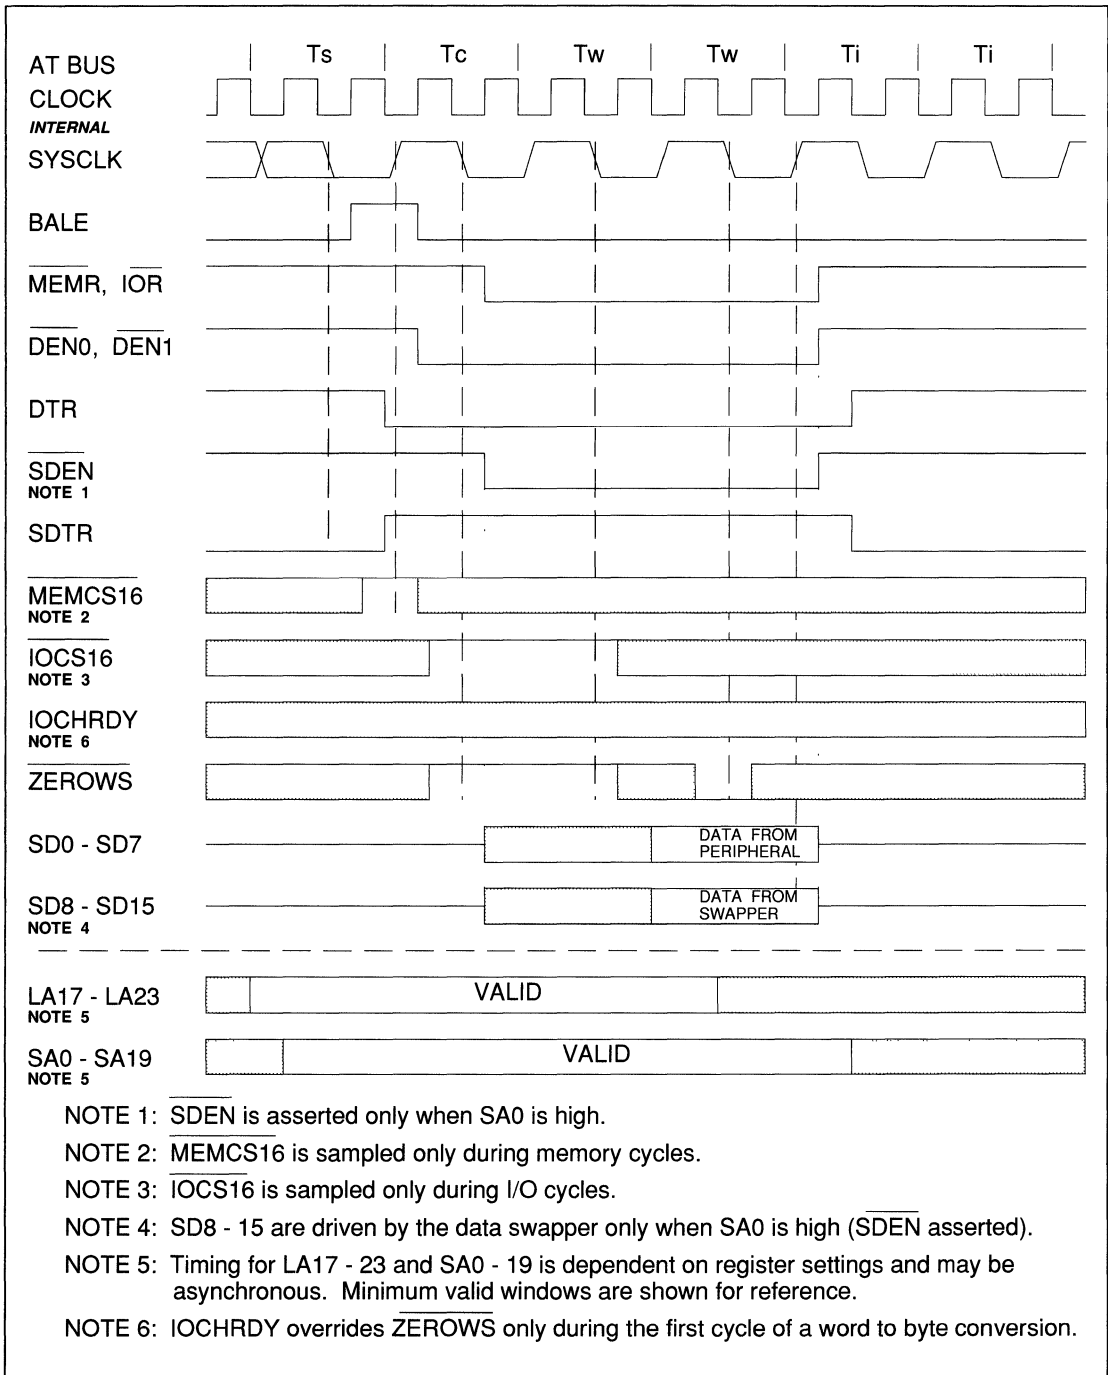 Ts Tc Tw Tw Ti Ti
AT BUS
CLOCK
INTERNAL
SYSCLK
BALE
MEMR, IOR
DEN0, DEN1
DTR
SDEN
NOTE 1
SDTR
MEMCS16
NOTE 2
IOCS16
NOTE 3
IOCHRDY
NOTE 6
ZEROWS
SD0 - SD7
DATA FROM
PERIPHERAL
SD8 - SD15
NOTE 4
DATA FROM
SWAPPER
LA17 - LA23
NOTE 5
VALID
SA0 - SA19
NOTE 5
VALID
NOTE 1: SDEN is asserted only when SA0 is high.
NOTE 2: MEMCS16 is sampled only during memory cycles.
NOTE 3: IOCS16 is sampled only during I/O cycles.
NOTE 4: SD8 - 15 are driven by the data swapper only when SA0 is high (SDEN asserted).
NOTE 5: Timing for LA17 - 23 and SA0 - 19 is dependent on register settings and may be
asynchronous. Minimum valid windows are shown for reference.
NOTE 6: IOCHRDY overrides ZEROWS only during the first cycle of a word to byte conversion.